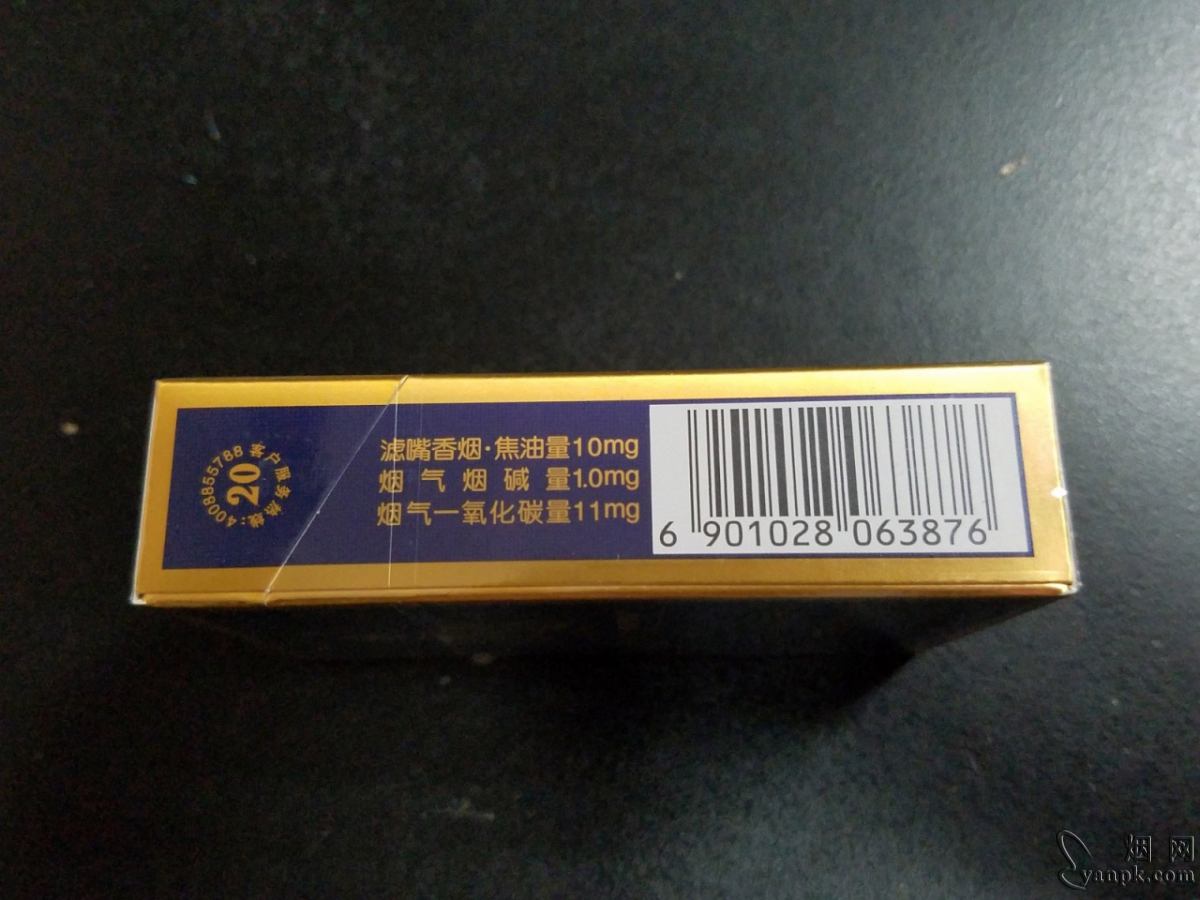 客户服务热线:4008855788
20
滤嘴香烟·焦油量10mg
烟气烟碱量1.0mg
烟气一氧化碳量11mg
6 901028 063876
烟网
yanpk.com